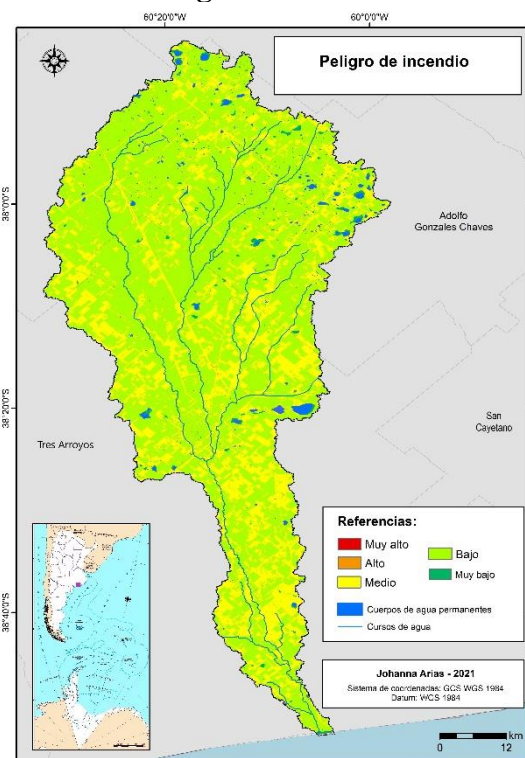 60°20'0"W
60°0'0"W
Peligro de incendio
38°0'0"S
Adolfo
Gonzales Chaves
38°20'0"S
San
Cayetano
Tres Arroyos
Referencias:
Muy alto
Alto
Medio
Bajo
Muy bajo
Cuerpos de agua permanentes
Cursos de agua
38°40'0"S
Johanna Arias - 2021
Sistema de coordenadas: GCS WGS 1984
Datum: WGS 1984
km
0 12